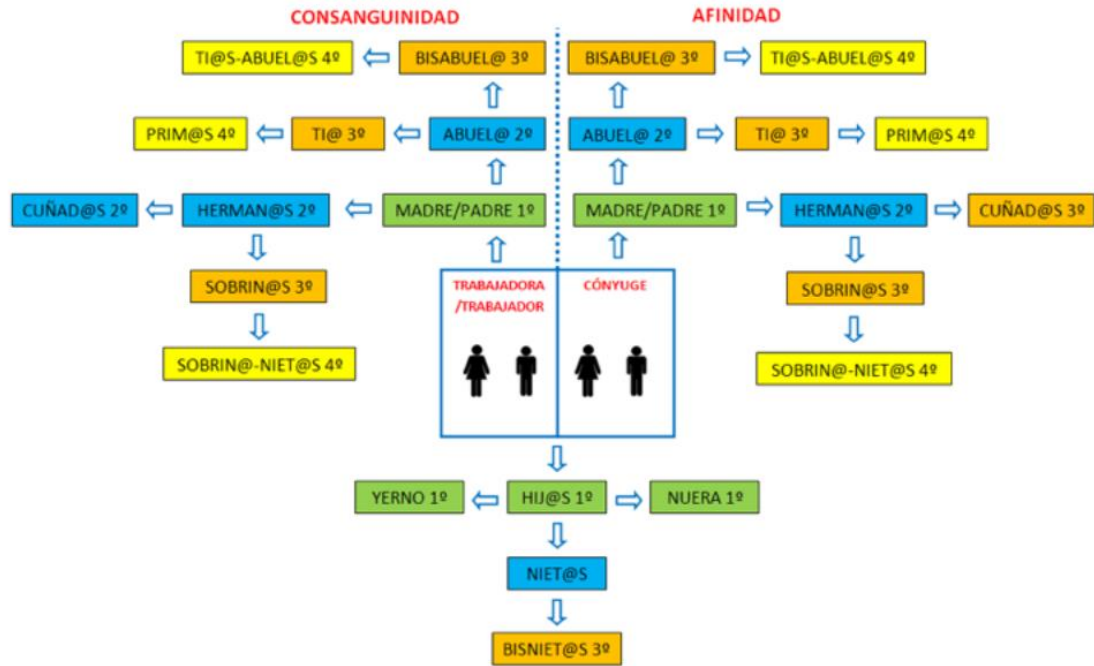 CONSANGUINIDAD
AFINIDAD
TI@S-ABUEL@S 4º
BISABUEL@ 3º
BISABUEL@ 3º
TI@S-ABUEL@S 4º
PRIM@S 4º
TI@ 3º
ABUEL@ 2º
ABUEL@ 2º
TI@ 3º
PRIM@S 4º
CUÑAD@S 2º
HERMAN@S 2º
MADRE/PADRE 1º
MADRE/PADRE 1º
HERMAN@S 2º
CUÑAD@S 3º
SOBRIN@S 3º
TRABAJADORA
/TRABAJADOR
CÓNYUGE
SOBRIN@S 3º
SOBRIN@-NIET@S 4º
SOBRIN@-NIET@S 4º
YERNO 1º
HIJ@S 1º
NUERA 1º
NIET@S
BISNIET@S 3º